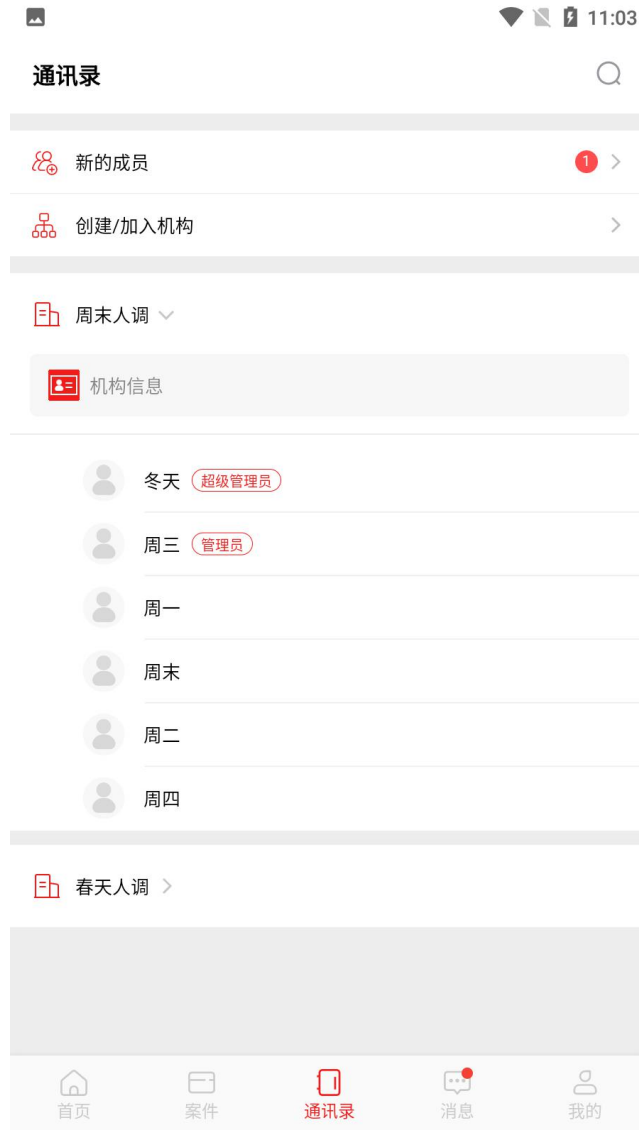 11:03
通讯录
新的成员 1
创建/加入机构
周末人调
机构信息
冬天 超级管理员
周三 管理员
周一
周末
周二
周四
春天人调
首页 案件 通讯录 消息 我的